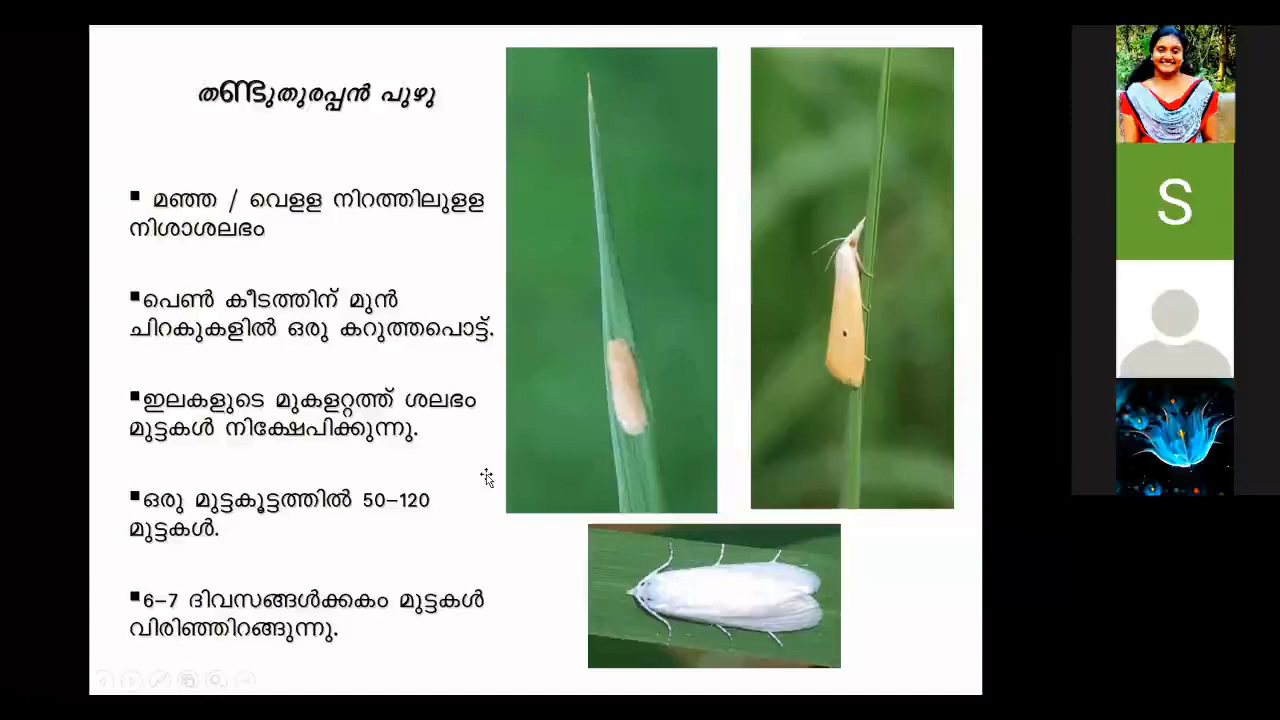 തണ്ടുതുരപ്പൻ പുഴു
▪ മഞ്ഞ / വെളള നിറത്തിലുളള
നിശാശലഭം
▪പെൺ കീടത്തിന് മുൻ
ചിറകുകളിൽ ഒരു കറുത്തപൊട്ട്.
▪ഇലകളുടെ മുകളറ്റത്ത് ശലഭം
മുട്ടകൾ നിക്ഷേപിക്കുന്നു.
▪ഒരു മുട്ടകൂട്ടത്തിൽ 50–120
മുട്ടകൾ.
▪6–7 ദിവസങ്ങൾക്കകം മുട്ടകൾ
വിരിഞ്ഞിറങ്ങുന്നു.
S